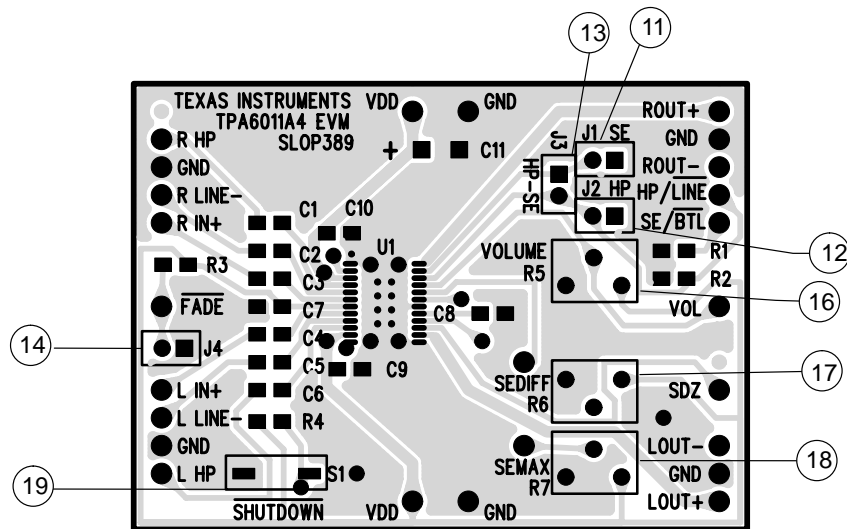 13
11
TEXAS INSTRUMENTS
TPA6011A4 EVM
SLOP389
VDD
GND
ROUT+
GND
ROUT-
HP/LINE
SE/BTL
R HP
GND
R LINE-
R IN+
+
C11
J3
HP-SE
J1 SE
J2 HP
12
C1
C10
C2
U1
VOLUME
R5
R1
R2
R3
C3
16
FADE
C7
C8
VOL
14
J4
C4
C5
C9
17
L IN+
C6
SEDIFF
R6
SDZ
L LINE-
R4
GND
L HP
S1
SEMAX
R7
LOUT-
GND
LOUT+
18
19
SHUTDOWN
VDD
GND